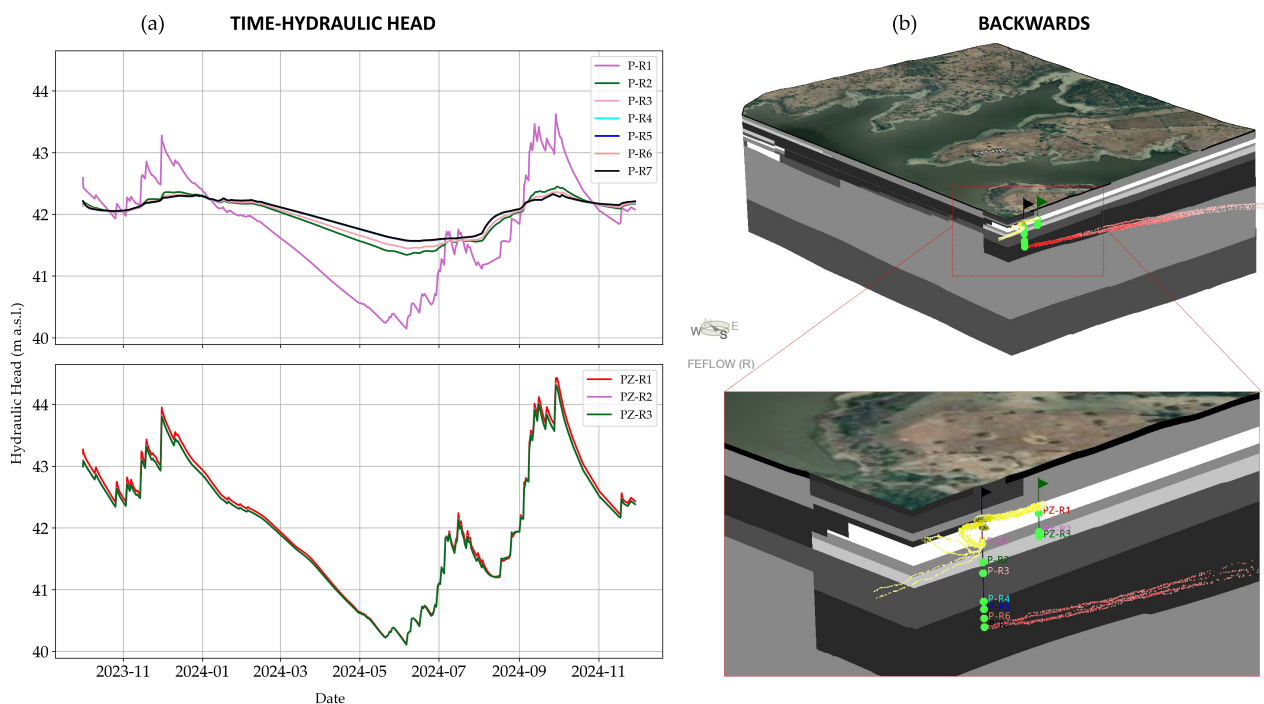 (a) TIME-HYDRAULIC HEAD
(b) BACKWARDS
Hydraulic Head (m a.s.l.)
44
43
42
41
40
P-R1
P-R2
P-R3
P-R4
P-R5
P-R6
P-R7
44
43
42
41
40
PZ-R1
PZ-R2
PZ-R3
2023-11 2024-01 2024-03 2024-05 2024-07 2024-09 2024-11
Date
N
W E
S
FEFLOW (R)
PZ-R1
PZ-R3
P-R2
P-R3
P-R4
P-R6